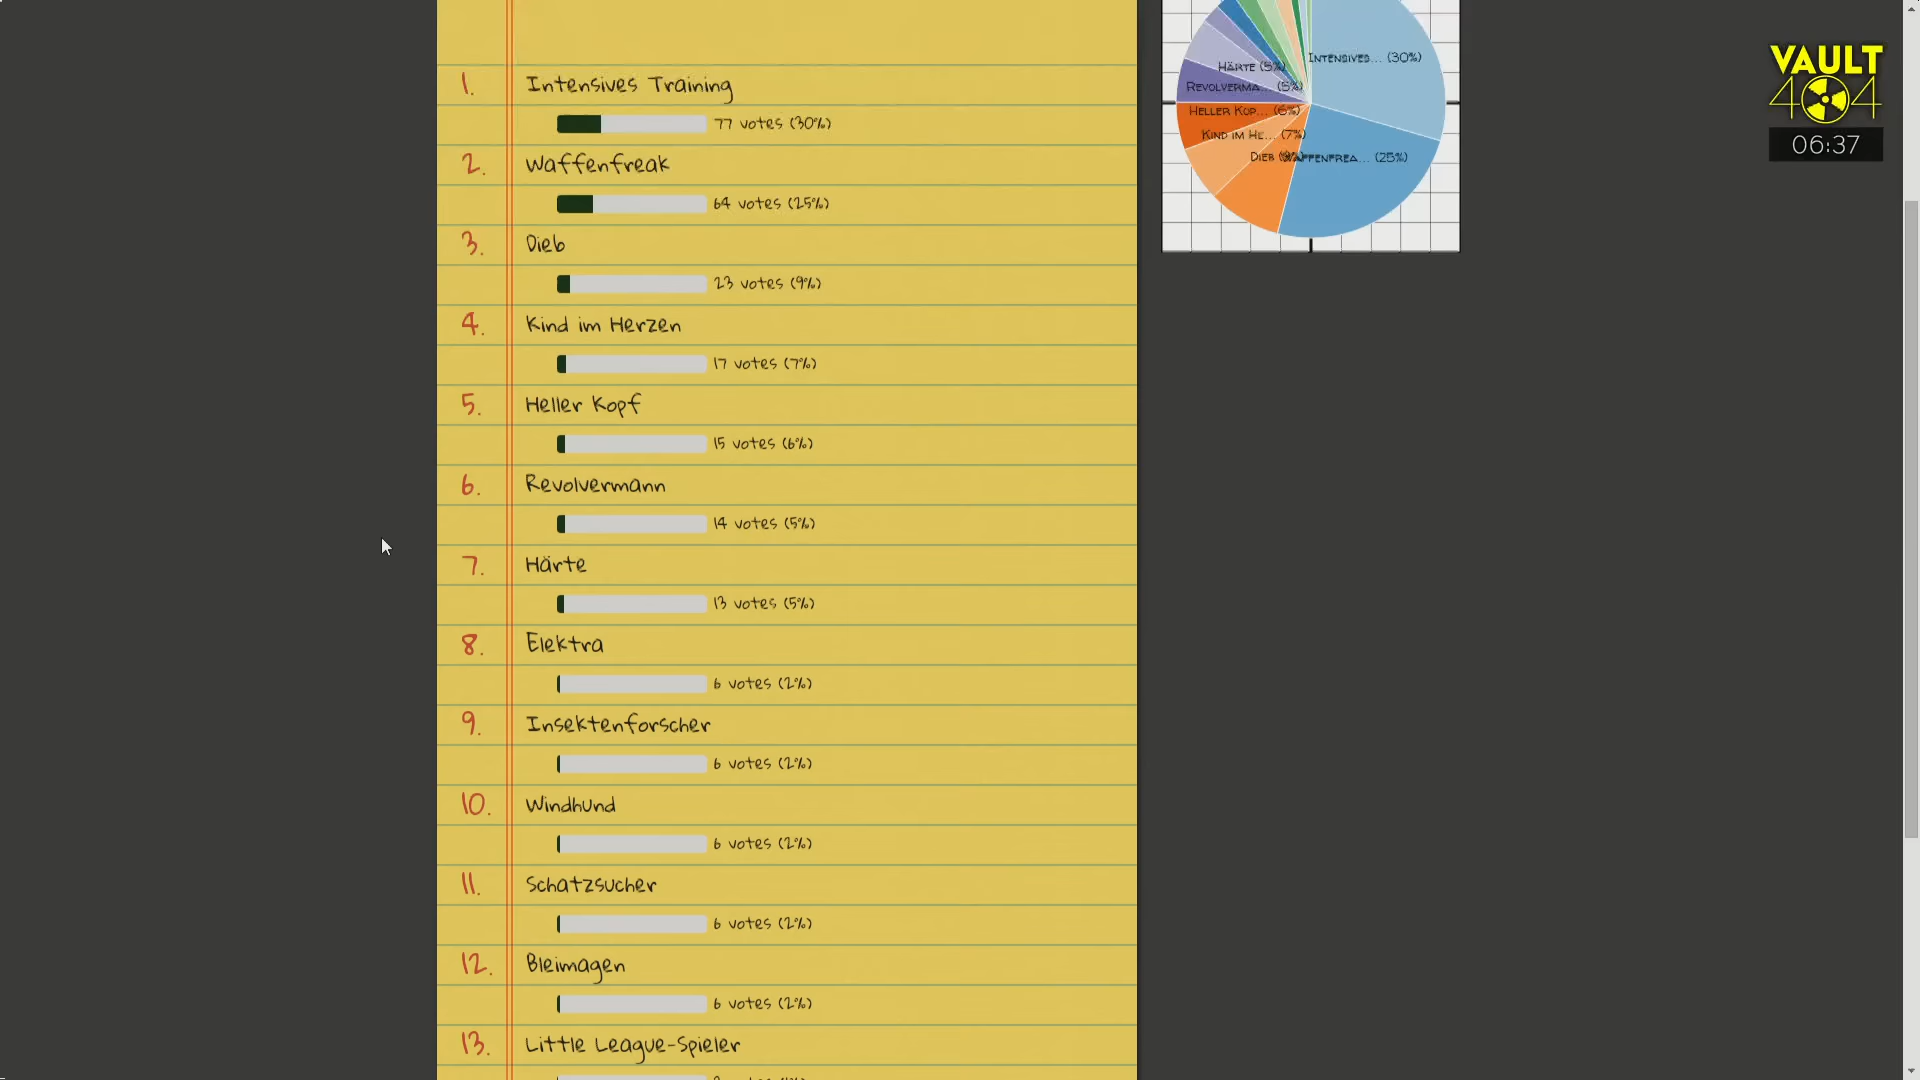 1. Intensives Training
77 votes (30%)
2. Waffenfreak
64 votes (25%)
3. Dieb
23 votes (9%)
4. Kind im Herzen
17 votes (7%)
5. Heller Kopf
15 votes (6%)
6. Revolvermann
14 votes (5%)
7. Härte
13 votes (5%)
8. Elektra
6 votes (2%)
9. Insektenforscher
6 votes (2%)
10. Windhund
6 votes (2%)
11. Schatzsucher
6 votes (2%)
12. Bleimagen
6 votes (2%)
13. Little League-Spieler
Intensives... (30%)
Härte (5%)
Revolverma... (5%)
Heller Kop... (6%)
Kind im He... (7%)
Dieb
Waffenfrea... (25%)
VAULT
404
06:37